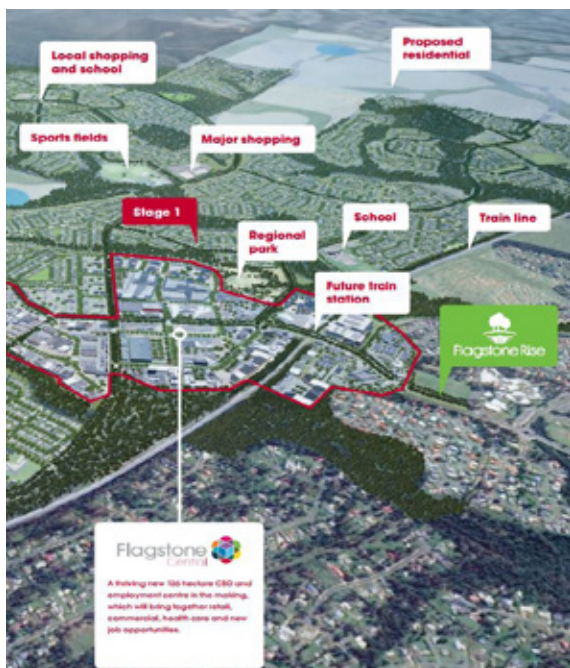 Local shopping
and school
Proposed
residential
Sports fields
Major shopping
Stage 1
Regional
park
School
Train line
Future train
station
Flagstone Rise
Flagstone
Central
A thriving new 126 hectare CBD and
employment centre in the making,
which will bring together retail,
commercial, health care and new
job opportunities.